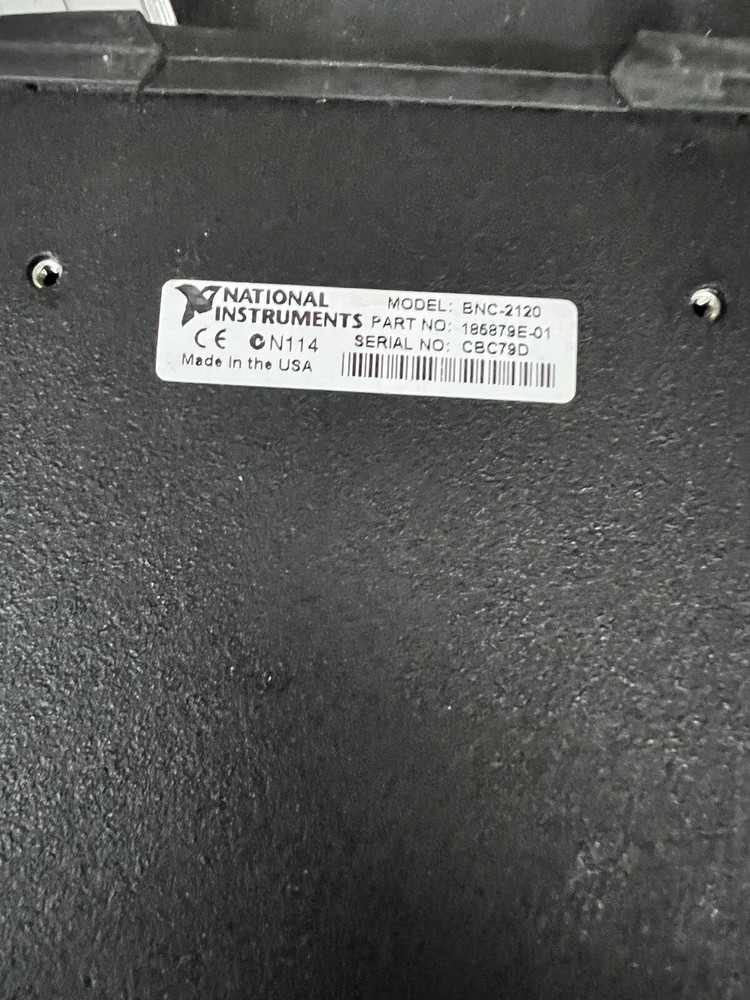 NATIONAL
INSTRUMENTS
MODEL: BNC-2120
PART NO: 185879E-01
SERIAL NO: CBC79D
CE N114
Made in the USA